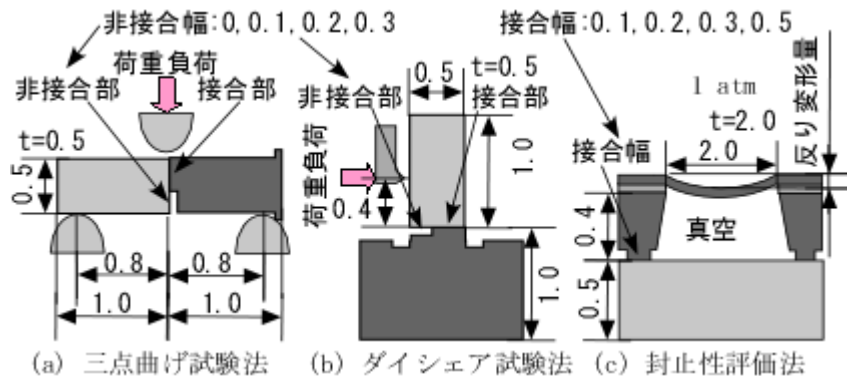 非接合幅:0,0.1,0.2,0.3
荷重負荷
非接合部
接合部
t=0.5
0.5
0.8
0.8
1.0
1.0
(a) 三点曲げ試験法
0.5
t=0.5
非接合部
接合部
荷重負荷
0.4
1.0
1.0
(b) ダイシェア試験法
接合幅:0.1,0.2,0.3,0.5
1 atm
t=2.0
2.0
反り変形量
接合幅
真空
0.4
0.5
(c) 封止性評価法